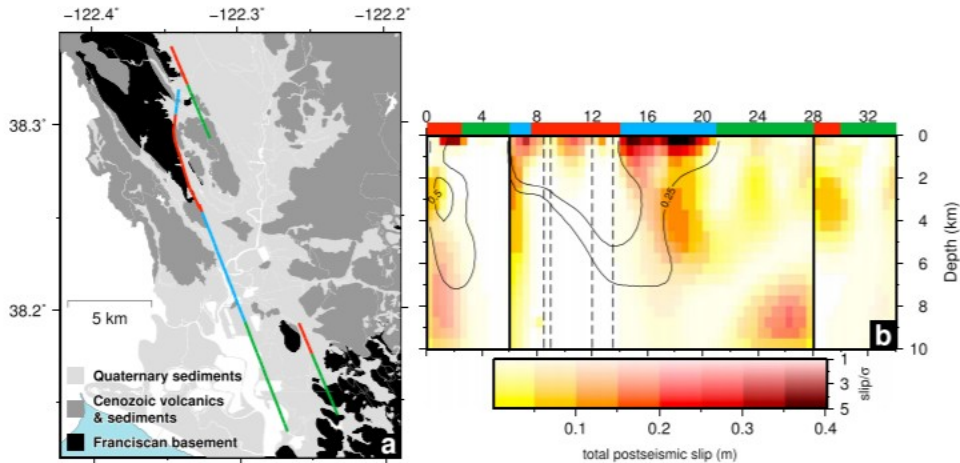 −122.4˚ −122.3˚ −122.2˚
38.3˚
38.2˚
5 km
Quaternary sediments
Cenozoic volcanics
& sediments
Franciscan basement
a
0 4 8 12 16 20 24 28 32
0.5
0.25
0
2
4
6
8
10
Depth (km)
b
1
3
5
slip/σ
0.1 0.2 0.3 0.4
total postseismic slip (m)